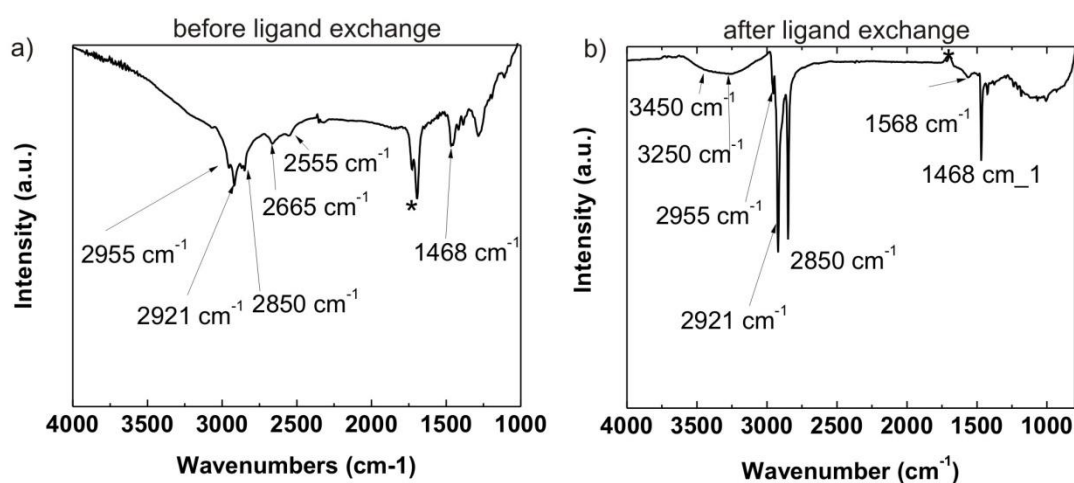 before ligand exchange
a)
Intensity (a.u.)
2955 cm⁻¹
2921 cm⁻¹
2850 cm⁻¹
2665 cm⁻¹
2555 cm⁻¹
*
1468 cm⁻¹
4000 3500 3000 2500 2000 1500 1000
Wavenumbers (cm-1)
after ligand exchange
b)
Intensity (a.u.)
3450 cm⁻¹
3250 cm⁻¹
2955 cm⁻¹
2921 cm⁻¹
2850 cm⁻¹
*
1568 cm⁻¹
1468 cm_1
4000 3500 3000 2500 2000 1500 1000
Wavenumber (cm⁻¹)